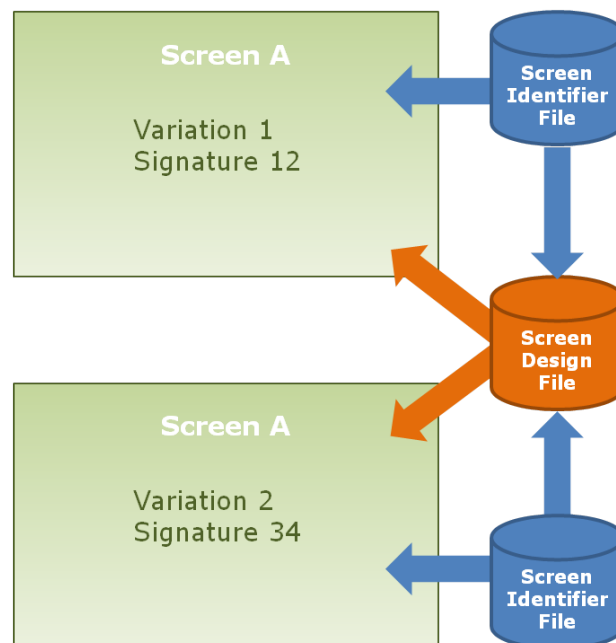 Screen A
Variation 1
Signature 12
Screen
Identifier
File
Screen
Design
File
Screen A
Variation 2
Signature 34
Screen
Identifier
File